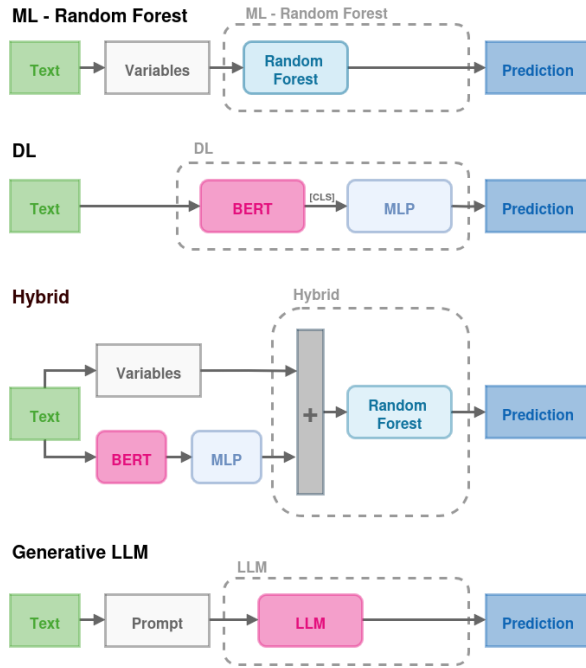 ML - Random Forest
ML - Random Forest
Text
Variables
Random
Forest
Prediction
DL
DL
Text
BERT
[CLS]
MLP
Prediction
Hybrid
Hybrid
Variables
Text
+
Random
Forest
Prediction
BERT
MLP
Generative LLM
LLM
Text
Prompt
LLM
Prediction